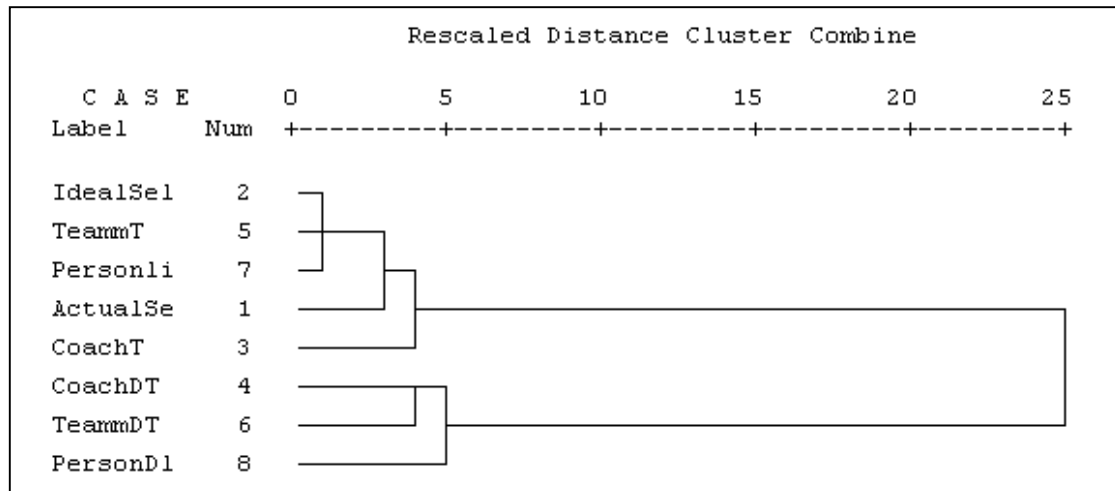 Rescaled Distance Cluster Combine
C A S E 0 5 10 15 20 25
Label Num +---------+---------+---------+---------+---------+
IdealSel 2
TeammT 5
Personli 7
ActualSe 1
CoachT 3
CoachDT 4
TeammDT 6
PersonDl 8